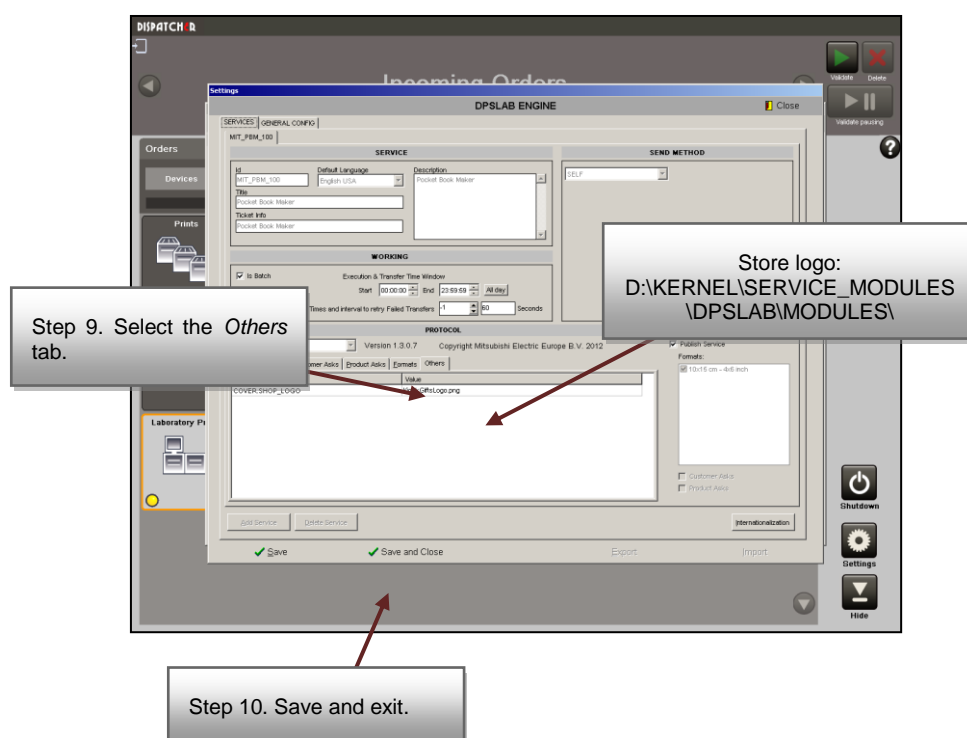 DISPATCHER
Incoming Orders
Validate Delete
Validate pausing
Settings
DPSLAB ENGINE
Close
SERVICES GENERAL CONFIG
MIT_PBM_100
Orders
Devices
Prints
Laboratory
SERVICE
Id Default Language Description
MIT_PBM_100 English USA Pocket Book Maker
Title
Pocket Book Maker
Ticket Info
Pocket Book Maker
SEND METHOD
SELF
WORKING
Is Batch Execution & Transfer Time Window
Start 00:00:00 End 23:59:59 All day
Times and interval to retry Failed Transfers -1 60 Seconds
Store logo:
D:\KERNEL\SERVICE_MODULES
\DPSLAB\MODULES\
Step 9. Select the Others
tab.
PROTOCOL
Version 1.3.0.7 Copyright Mitsubishi Electric Europe B.V. 2012
Publish Service
Formats:
10x15 cm - 4x6 inch
Asks Product Asks Formats Others
Value
COVER.SHOP_LOGO
Customer Asks
Product Asks
Add Service Delete Service Internationalization
Save Save and Close Export Import
Shutdown
Settings
Hide
Step 10. Save and exit.